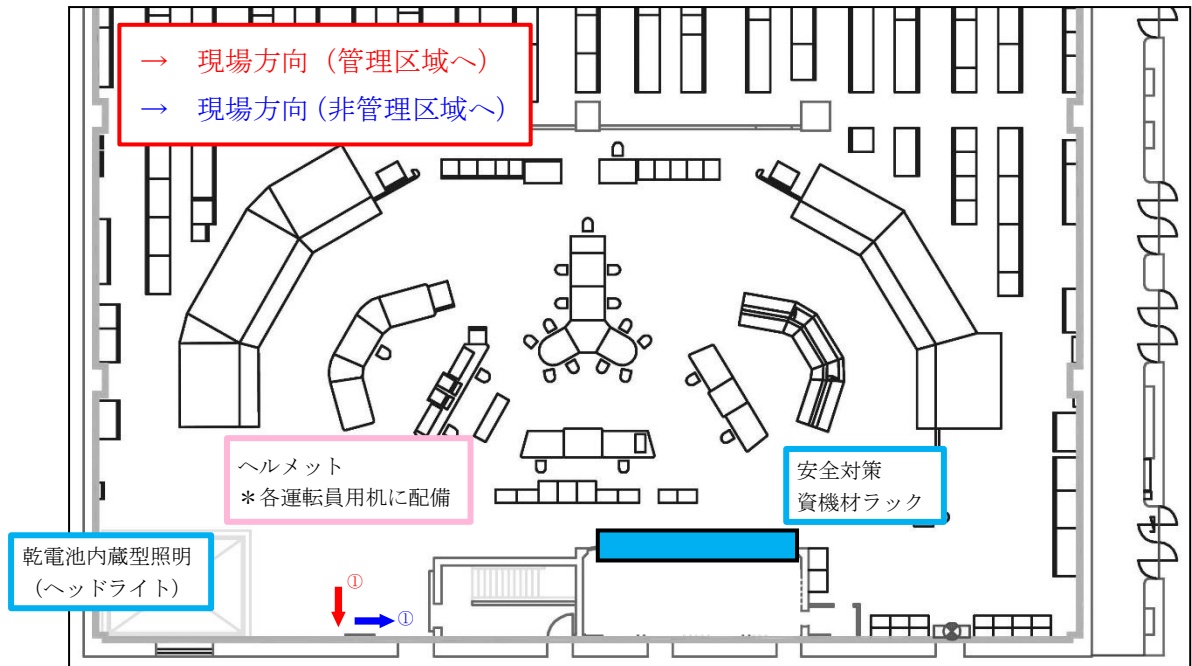 → 現場方向（管理区域へ）
→ 現場方向（非管理区域へ）
ヘルメット
＊各運転員用机に配備
安全対策
資機材ラック
乾電池内蔵型照明
（ヘッドライト）
①
①